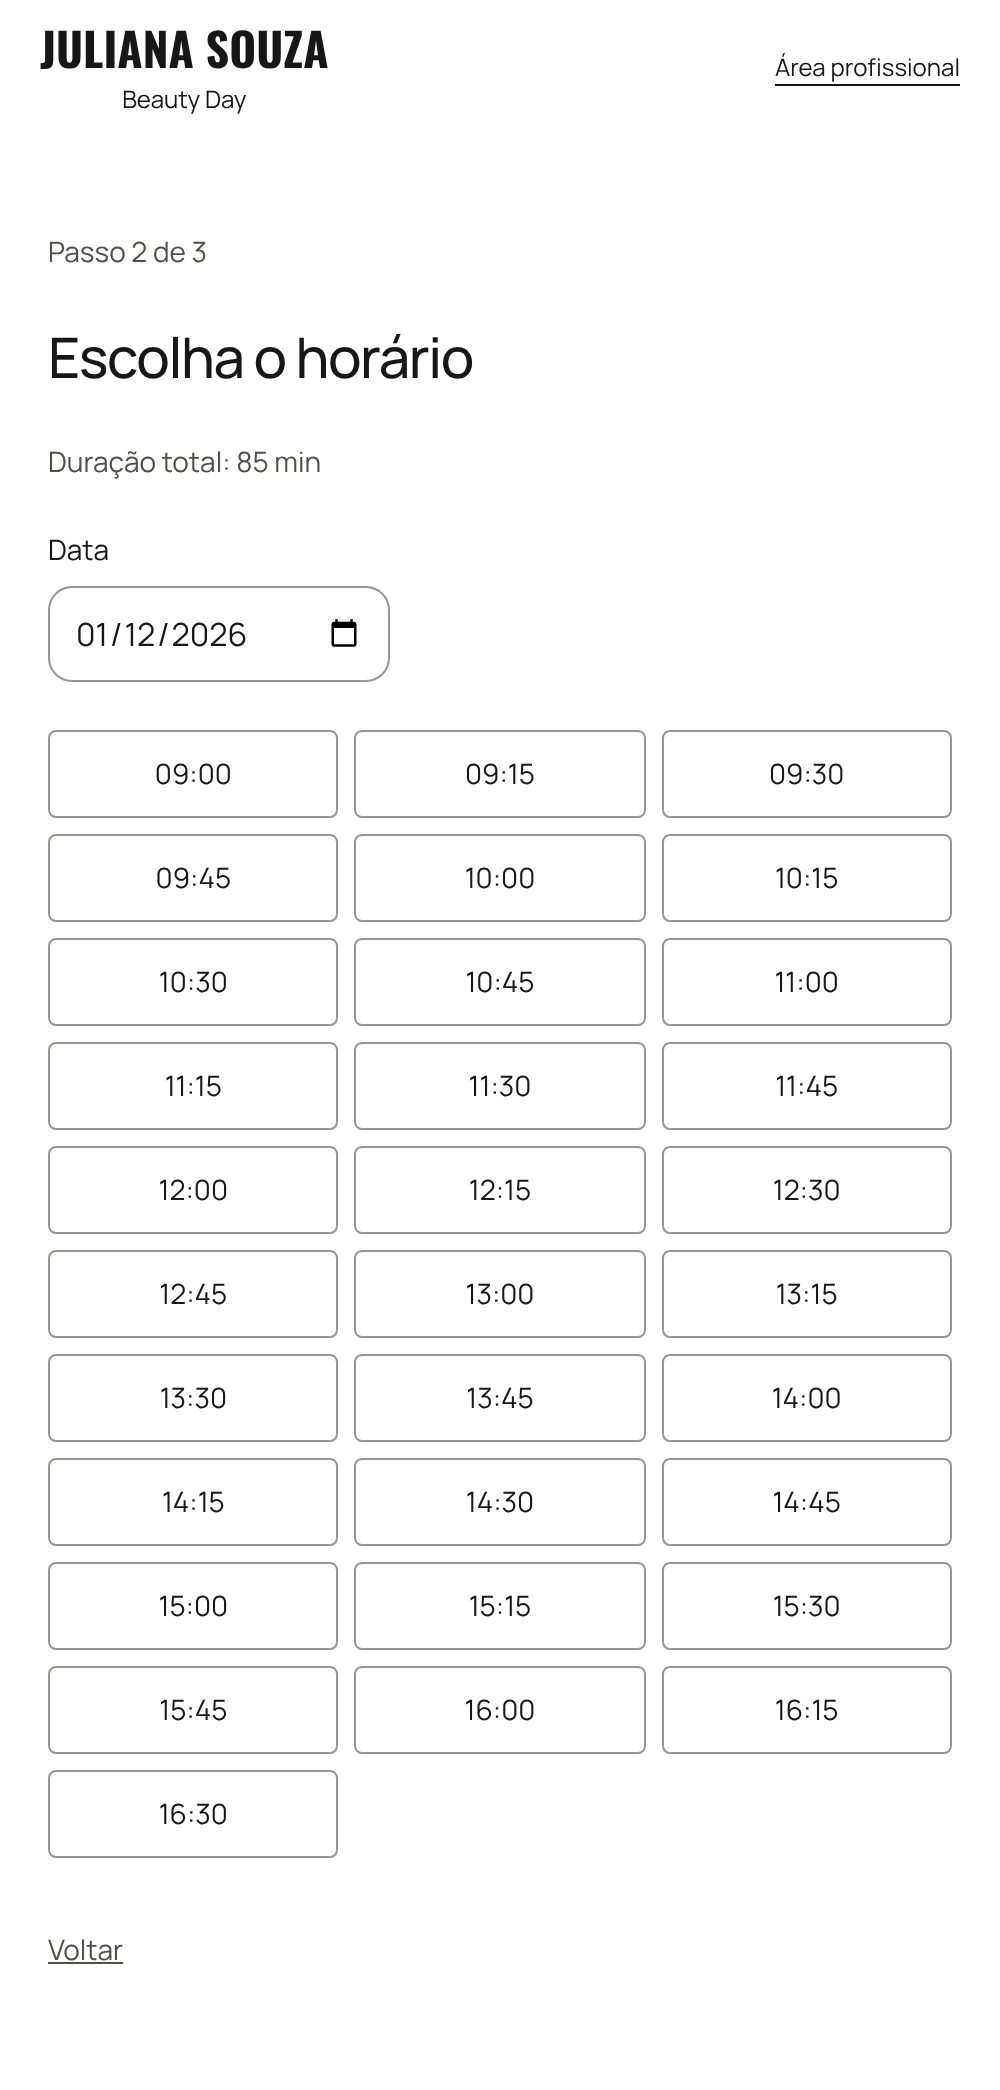 JULIANA SOUZA
Beauty Day
Área profissional
Passo 2 de 3
Escolha o horário
Duração total: 85 min
Data
01/12/2026
09:00 09:15 09:30
09:45 10:00 10:15
10:30 10:45 11:00
11:15 11:30 11:45
12:00 12:15 12:30
12:45 13:00 13:15
13:30 13:45 14:00
14:15 14:30 14:45
15:00 15:15 15:30
15:45 16:00 16:15
16:30
Voltar